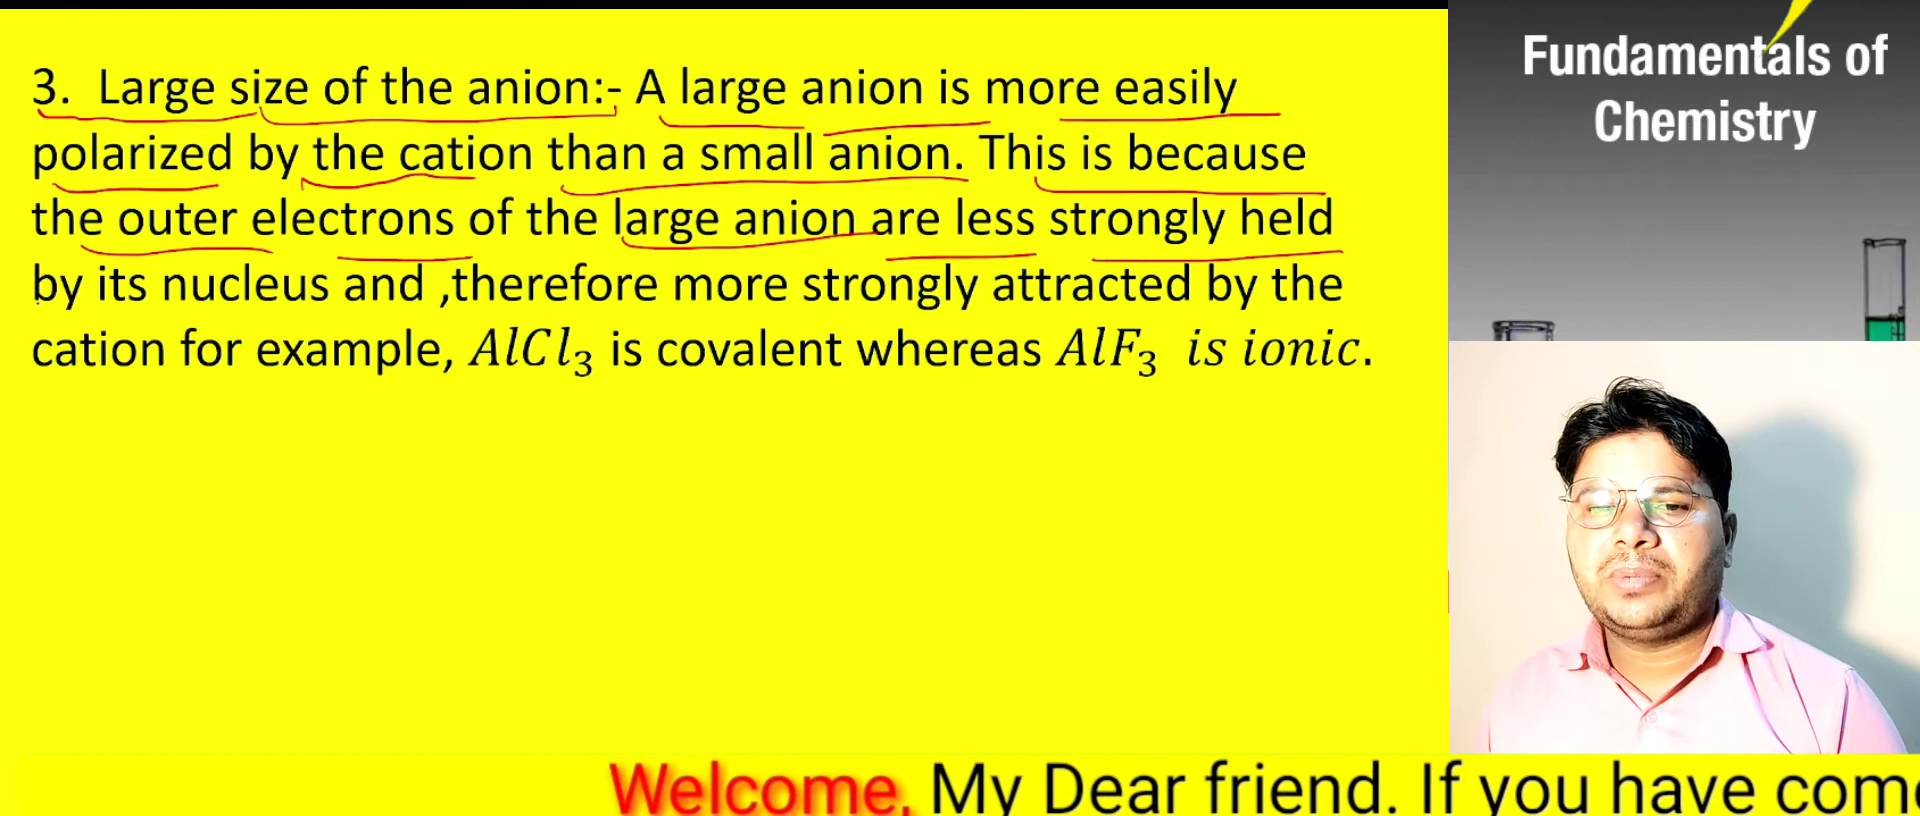 Fundamentals of
Chemistry
3. Large size of the anion:- A large anion is more easily
polarized by the cation than a small anion. This is because
the outer electrons of the large anion are less strongly held
by its nucleus and ,therefore more strongly attracted by the
cation for example, AlCl₃ is covalent whereas AlF₃ is ionic.
Welcome, My Dear friend. If you have